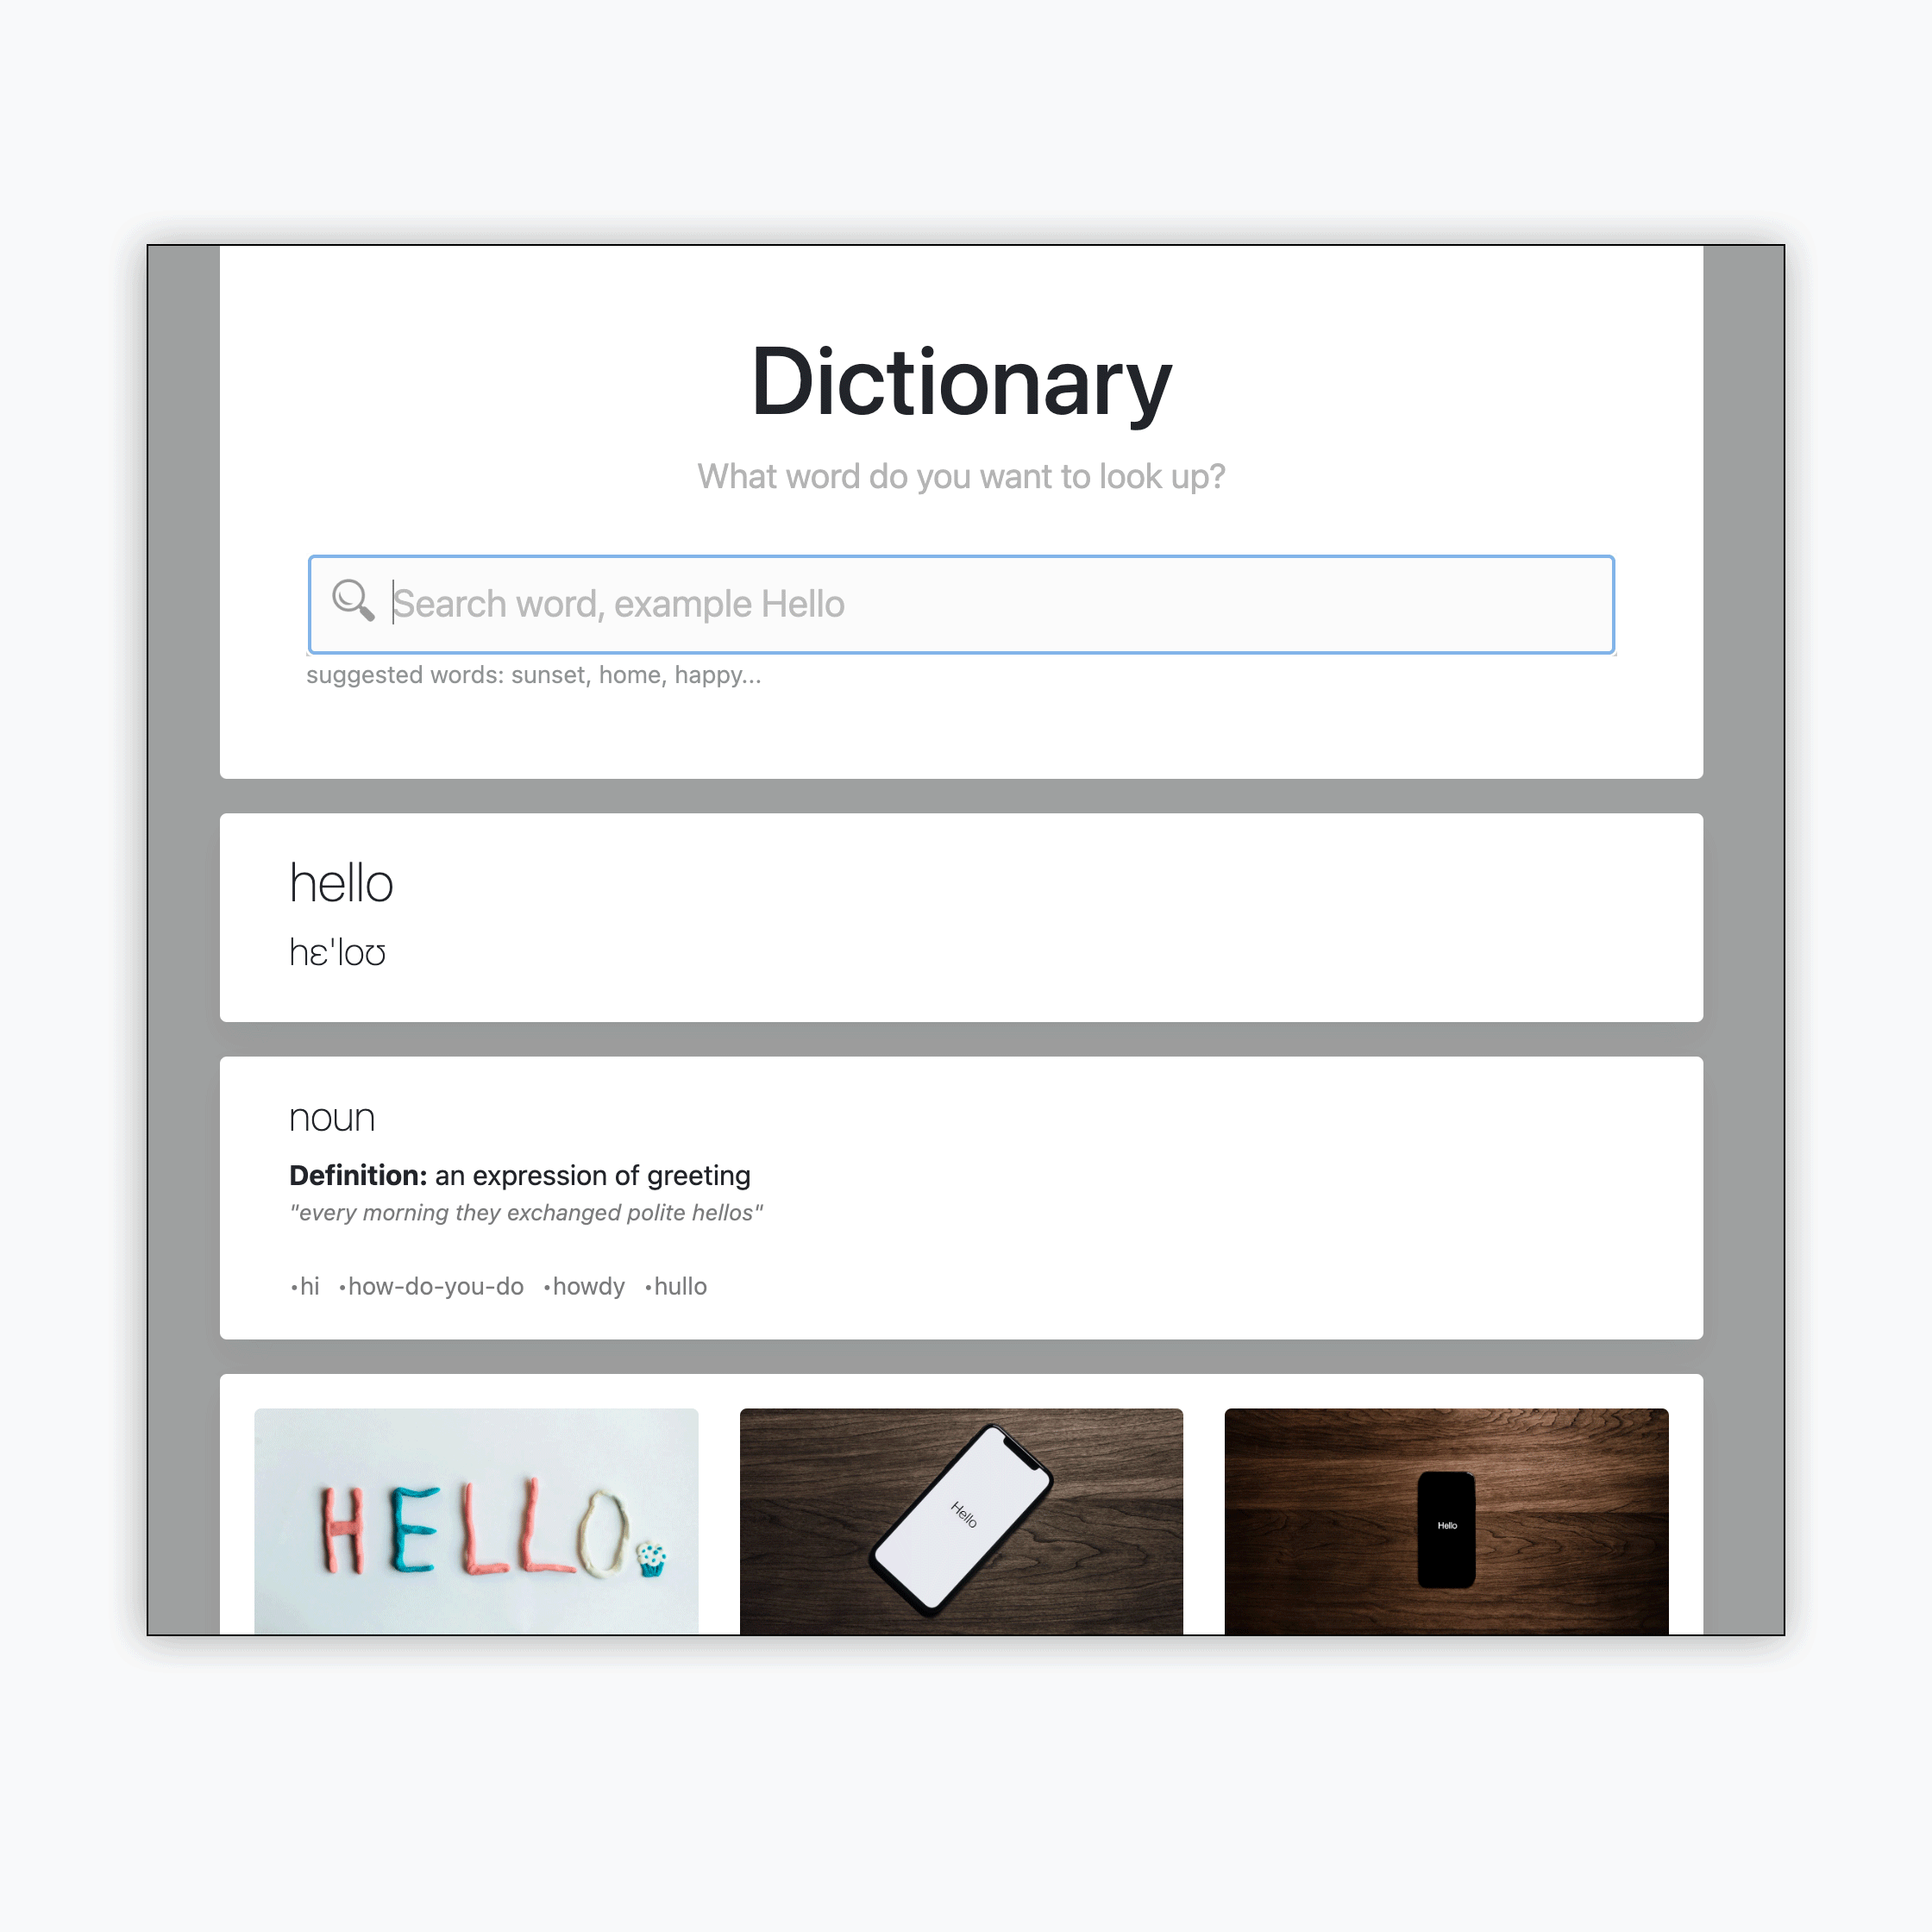 Dictionary
What word do you want to look up?
Search word, example Hello
suggested words: sunset, home, happy...
hello
hɛˈloʊ
noun
Definition: an expression of greeting
"every morning they exchanged polite hellos"
•hi •how-do-you-do •howdy •hullo
HELLO.
Hello
Hello